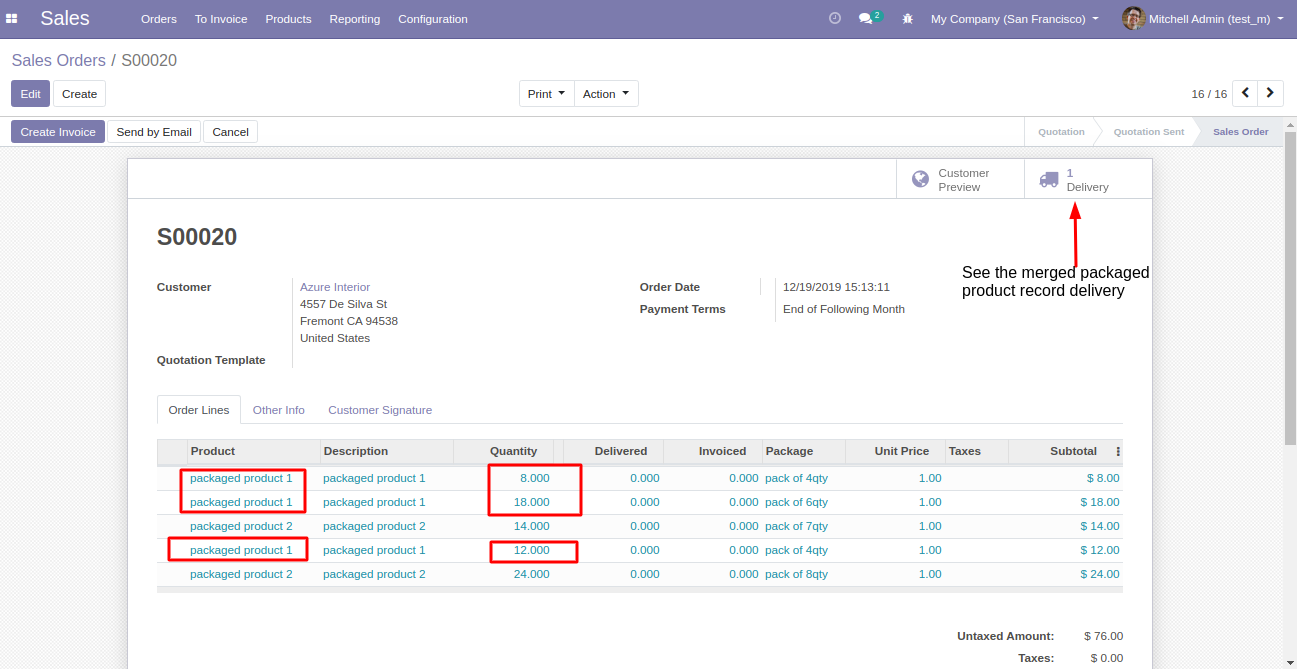 Sales Orders To Invoice Products Reporting Configuration 2 My Company (San Francisco) Mitchell Admin (test_m)
Sales Orders / S00020
Edit Create Print Action 16 / 16
Create Invoice Send by Email Cancel Quotation Quotation Sent Sales Order
Customer
Preview
1
Delivery
S00020
See the merged packaged
product record delivery
Customer Azure Interior
4557 De Silva St
Fremont CA 94538
United States
Order Date 12/19/2019 15:13:11
Payment Terms End of Following Month
Quotation Template
Order Lines Other Info Customer Signature
Product Description Quantity Delivered Invoiced Package Unit Price Taxes Subtotal
packaged product 1 packaged product 1 8.000 0.000 0.000 pack of 4qty 1.00 $ 8.00
packaged product 1 packaged product 1 18.000 0.000 0.000 pack of 6qty 1.00 $ 18.00
packaged product 2 packaged product 2 14.000 0.000 0.000 pack of 7qty 1.00 $ 14.00
packaged product 1 packaged product 1 12.000 0.000 0.000 pack of 4qty 1.00 $ 12.00
packaged product 2 packaged product 2 24.000 0.000 0.000 pack of 8qty 1.00 $ 24.00
Untaxed Amount: $ 76.00
Taxes: $ 0.00